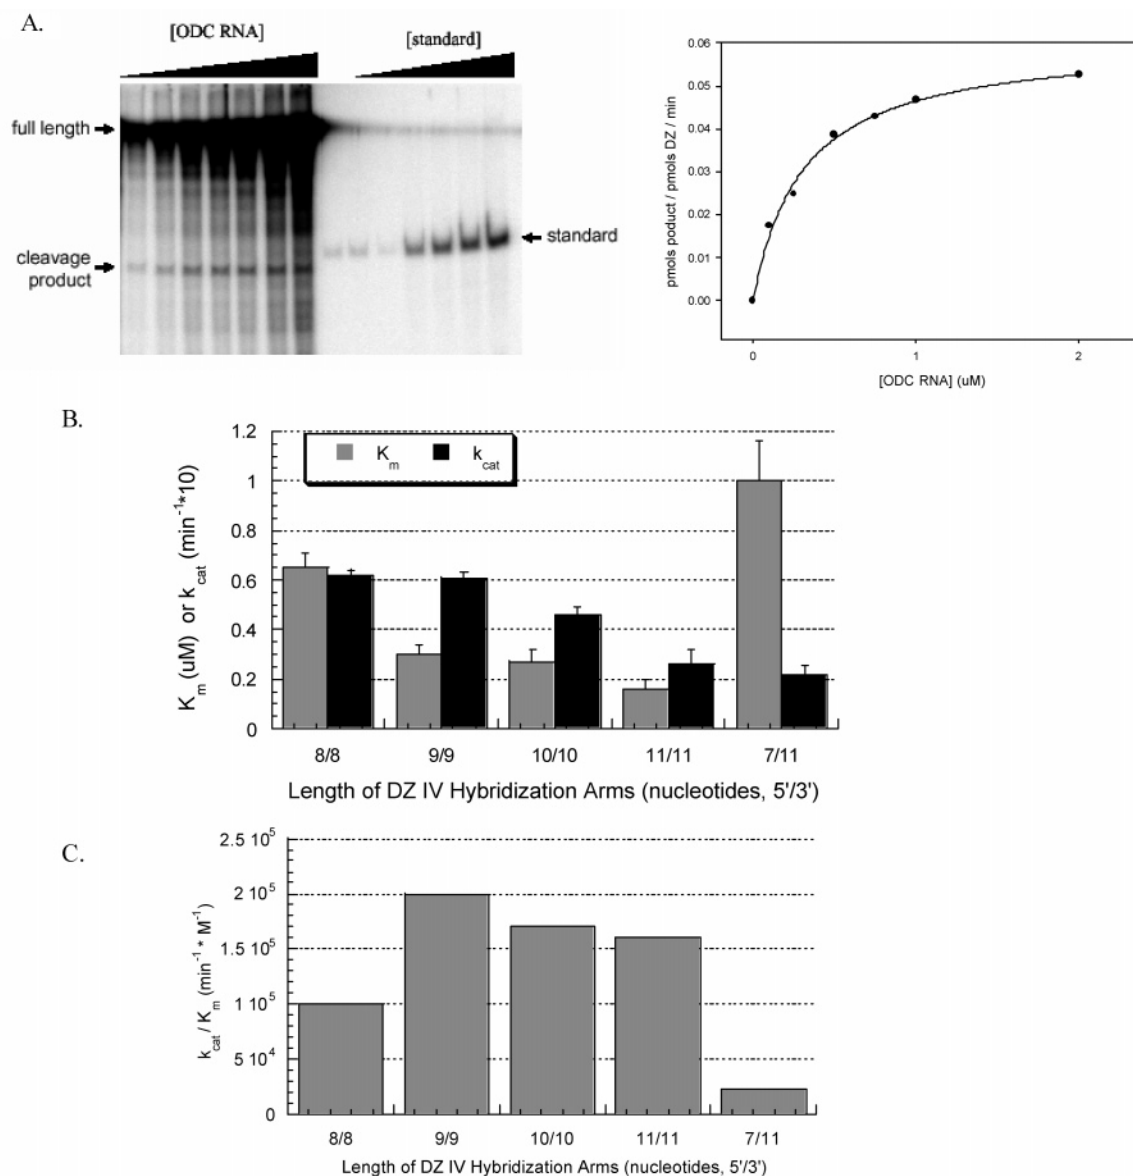 A.
[ODC RNA]
[standard]
full length
cleavage
product
standard
0.06
0.05
0.04
0.03
0.02
0.01
0.00
pmols poduct / pmols DZ / min
0 1 2
[ODC RNA] (uM)
B.
K_m k_cat
1.2
1
0.8
0.6
0.4
0.2
0
K_m (uM) or k_cat (min^-1*10)
8/8 9/9 10/10 11/11 7/11
Length of DZ IV Hybridization Arms (nucleotides, 5'/3')
C.
2.5 10^5
2 10^5
1.5 10^5
1 10^5
5 10^4
0
k_cat / K_m (min^-1 * M^-1)
8/8 9/9 10/10 11/11 7/11
Length of DZ IV Hybridization Arms (nucleotides, 5'/3')